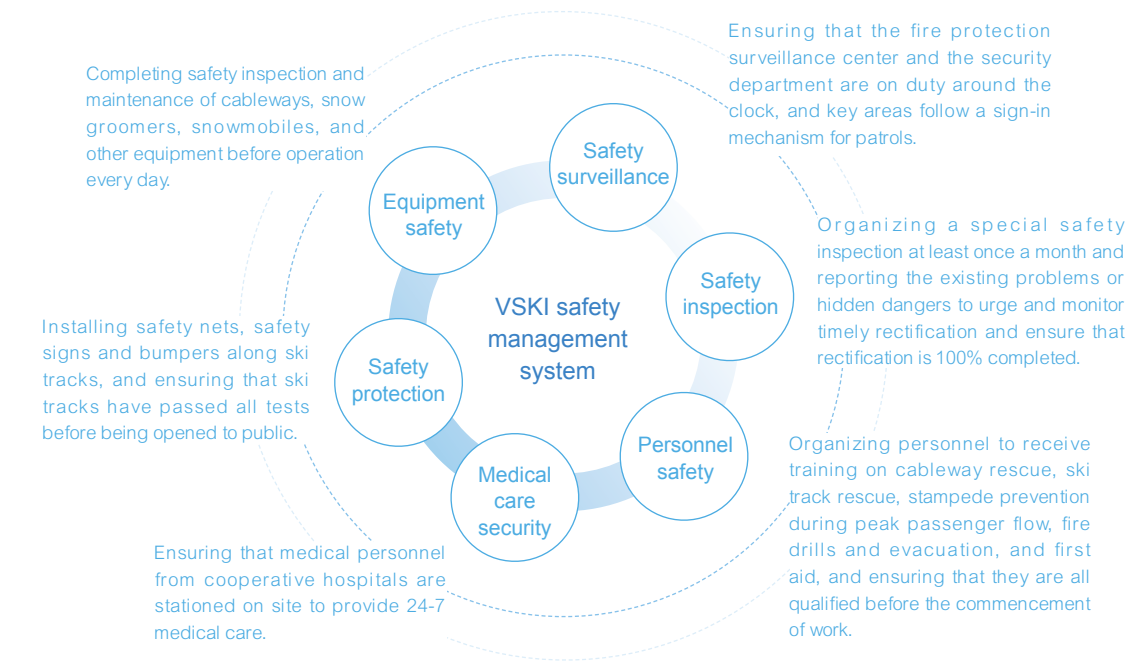 Ensuring that the fire protection
surveillance center and the security
department are on duty around the
clock, and key areas follow a sign-in
mechanism for patrols.
Completing safety inspection and
maintenance of cableways, snow
groomers, snowmobiles, and
other equipment before operation
every day.
Safety
surveillance
Equipment
safety
Organizing a special safety
inspection at least once a month and
reporting the existing problems or
hidden dangers to urge and monitor
timely rectification and ensure that
rectification is 100% completed.
Safety
inspection
VSKI safety
management
system
Installing safety nets, safety
signs and bumpers along ski
tracks, and ensuring that ski
tracks have passed all tests
before being opened to public.
Safety
protection
Personnel
safety
Organizing personnel to receive
training on cableway rescue, ski
track rescue, stampede prevention
during peak passenger flow, fire
drills and evacuation, and first
aid, and ensuring that they are all
qualified before the commencement
of work.
Medical
care
security
Ensuring that medical personnel
from cooperative hospitals are
stationed on site to provide 24-7
medical care.